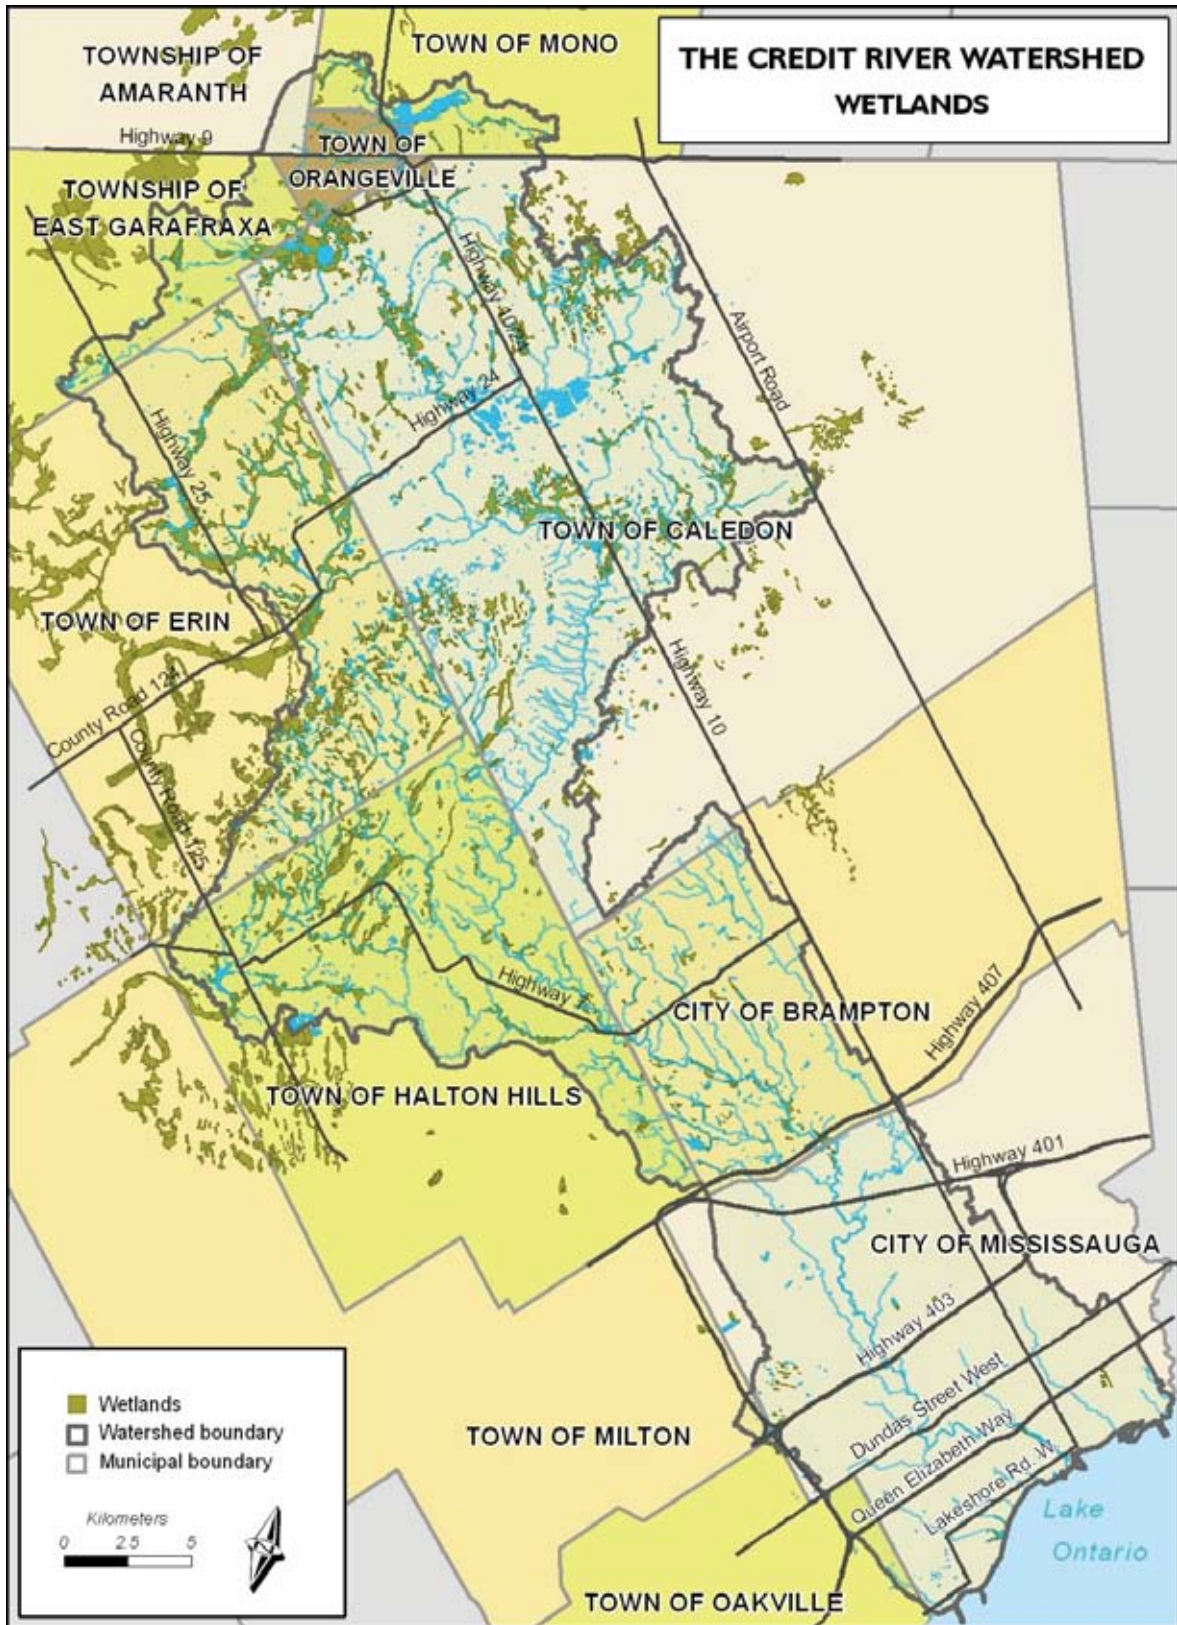 TOWN OF MONO
THE CREDIT RIVER WATERSHED
WETLANDS
TOWNSHIP OF
AMARANTH
Highway 9
TOWN OF
ORANGEVILLE
TOWNSHIP OF
EAST GARAFRAXA
Highway 10/24
Airport Road
Highway 24
Highway 25
TOWN OF CALEDON
TOWN OF ERIN
Highway 10
County Road 124
County Road 125
Highway 7
CITY OF BRAMPTON
Highway 407
TOWN OF HALTON HILLS
Highway 401
CITY OF MISSISSAUGA
Highway 403
Dundas Street West
Queen Elizabeth Way
Lakeshore Rd. W.
TOWN OF MILTON
Lake
Ontario
TOWN OF OAKVILLE
Wetlands
Watershed boundary
Municipal boundary
Kilometers
0 2.5 5